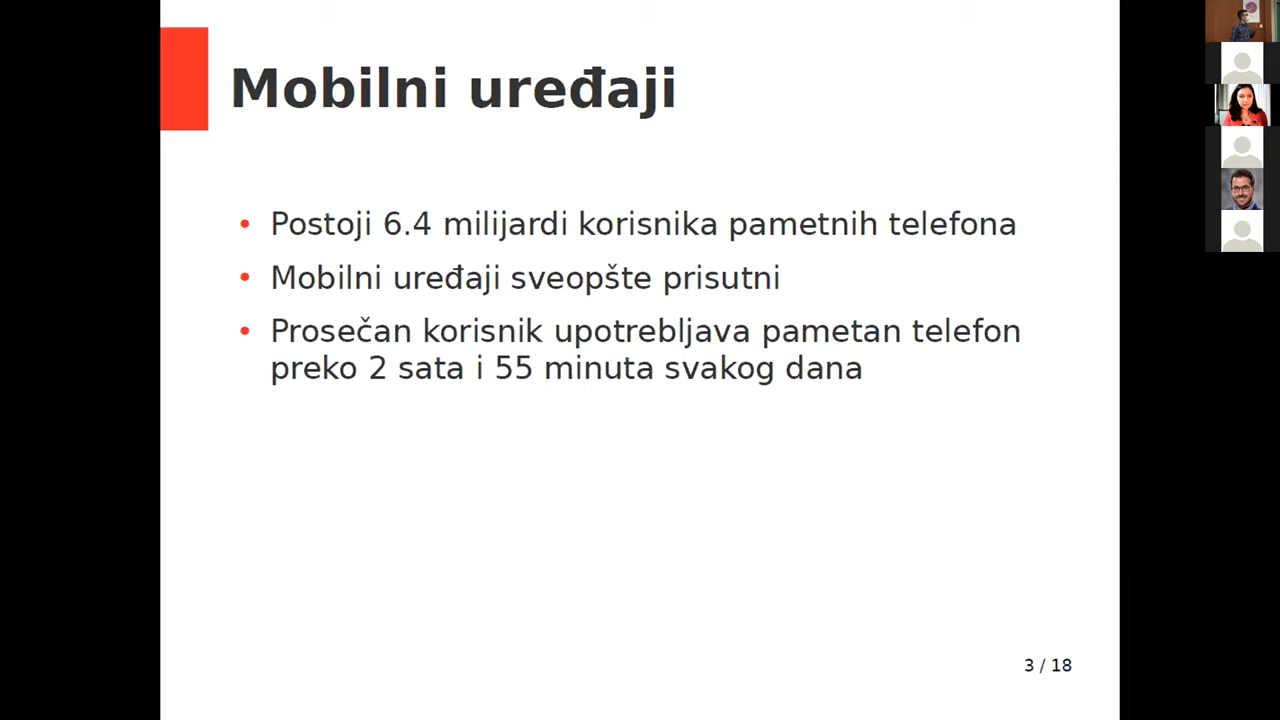 Mobilni uređaji
• Postoji 6.4 milijardi korisnika pametnih telefona
• Mobilni uređaji sveopšte prisutni
• Prosečan korisnik upotrebljava pametan telefon
preko 2 sata i 55 minuta svakog dana
3 / 18